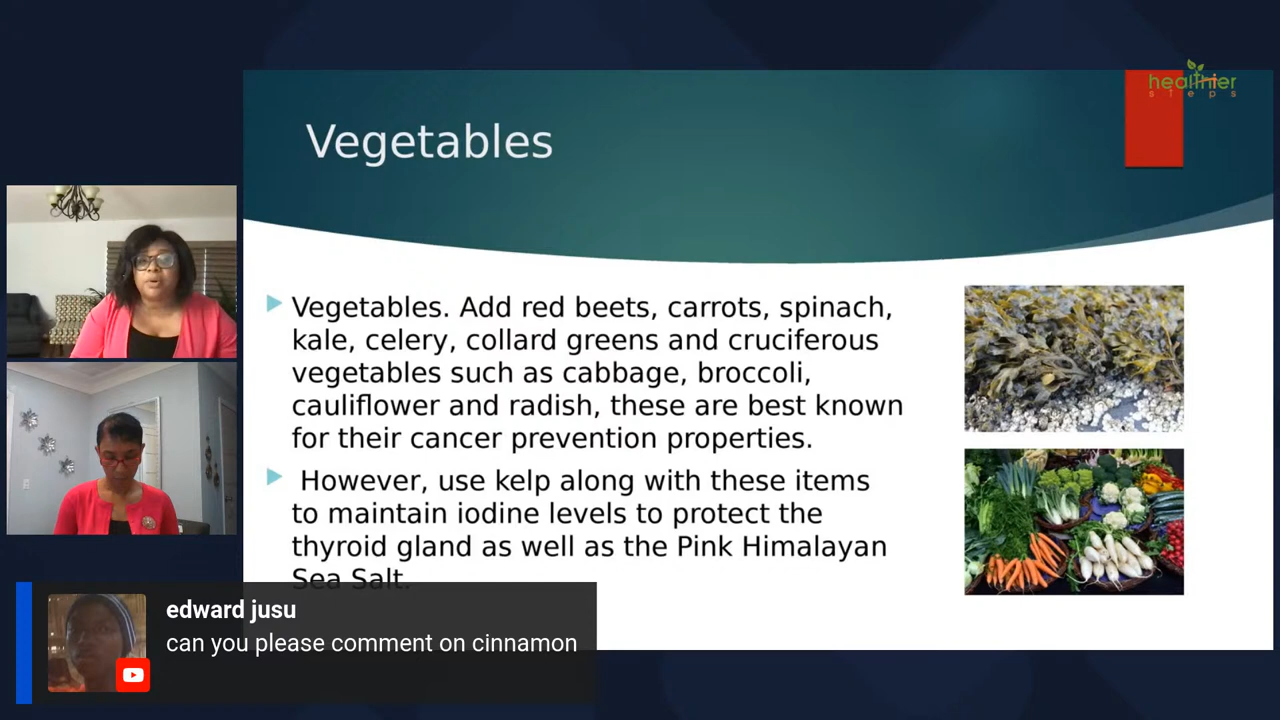 healthier
steps
Vegetables
Vegetables. Add red beets, carrots, spinach,
kale, celery, collard greens and cruciferous
vegetables such as cabbage, broccoli,
cauliflower and radish, these are best known
for their cancer prevention properties.
However, use kelp along with these items
to maintain iodine levels to protect the
thyroid gland as well as the Pink Himalayan
Sea Salt.
edward jusu
can you please comment on cinnamon